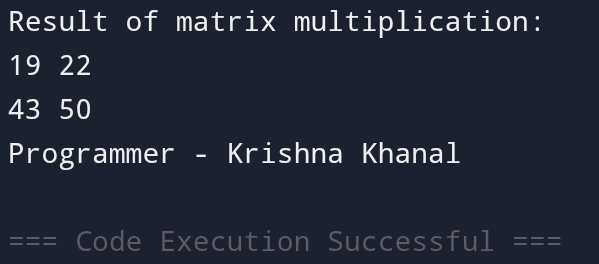 Result of matrix multiplication:
19 22
43 50
Programmer - Krishna Khanal
=== Code Execution Successful ===